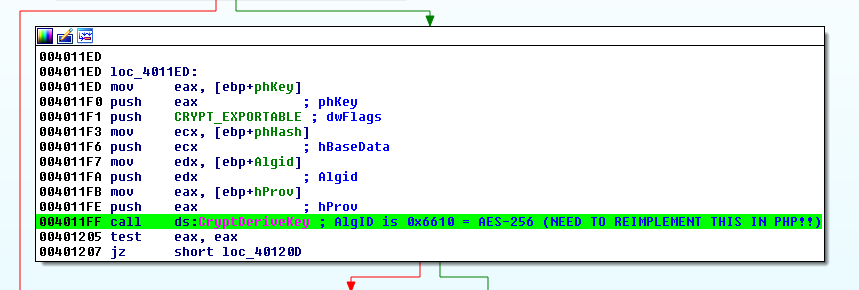 004011ED
004011ED loc_4011ED:
004011ED mov eax, [ebp+phKey]
004011F0 push eax ; phKey
004011F1 push CRYPT_EXPORTABLE ; dwFlags
004011F3 mov ecx, [ebp+phHash]
004011F6 push ecx ; hBaseData
004011F7 mov edx, [ebp+Algid]
004011FA push edx ; Algid
004011FB mov eax, [ebp+hProv]
004011FE push eax ; hProv
004011FF call ds:CryptDeriveKey ; AlgID is 0x6610 = AES-256 (NEED TO REIMPLEMENT THIS IN PHP!!)
00401205 test eax, eax
00401207 jz short loc_40120D